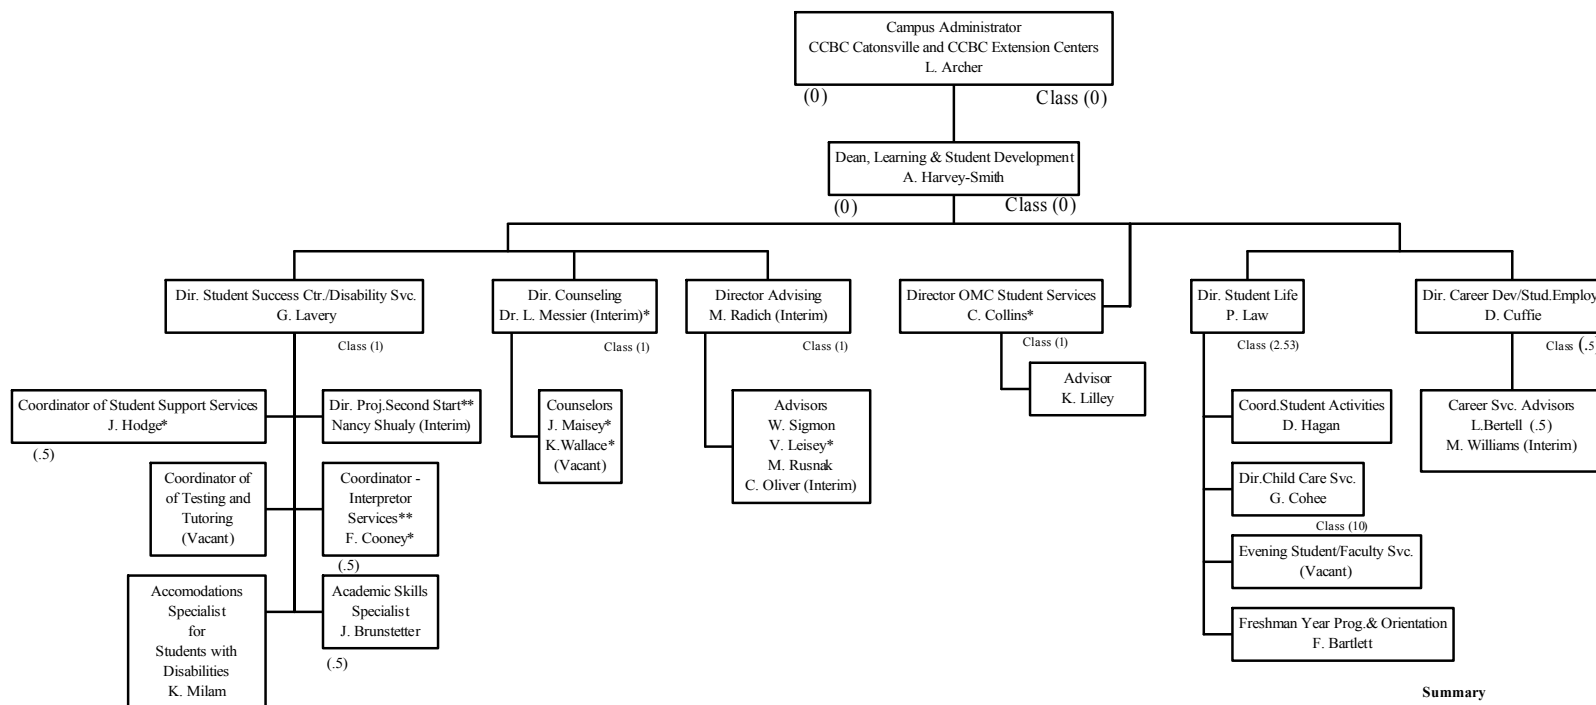 Campus Administrator
CCBC Catonsville and CCBC Extension Centers
L. Archer
(0)
Class (0)
Dean, Learning & Student Development
A. Harvey-Smith
(0)
Class (0)
Dir. Student Success Ctr./Disability Svc.
G. Lavery
Class (1)
Dir. Counseling
Dr. L. Messier (Interim)*
Class (1)
Director Advising
M. Radich (Interim)
Class (1)
Director OMC Student Services
C. Collins*
Class (1)
Dir. Student Life
P. Law
Class (2.53)
Dir. Career Dev/Stud.Employ
D. Cuffie
Class (.5
Coordinator of Student Support Services
J. Hodge*
(.5)
Dir. Proj.Second Start**
Nancy Shualy (Interim)
Coordinator of
of Testing and
Tutoring
(Vacant)
Coordinator -
Interpretor
Services**
F. Cooney*
(.5)
Accomodations
Specialist
for
Students with
Disabilities
K. Milam
Academic Skills
Specialist
J. Brunstetter
(.5)
Counselors
J. Maisey*
K.Wallace*
(Vacant)
Advisors
W. Sigmon
V. Leisey*
M. Rusnak
C. Oliver (Interim)
Advisor
K. Lilley
Coord.Student Activities
D. Hagan
Dir.Child Care Svc.
G. Cohee
Class (10)
Evening Student/Faculty Svc.
(Vacant)
Freshman Year Prog.& Orientation
F. Bartlett
Career Svc. Advisors
L.Bertell (.5)
M. Williams (Interim)
Summary